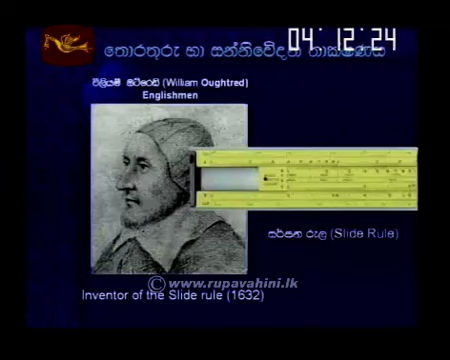 තොරතුරු හා සන්නිවේදන තාක්ෂණය
04:12:24
විලියම් ඔට්රෙඩ් (William Oughtred)
Englishmen
සර්පන රුල (Slide Rule)
© www.rupavahini.lk
Inventor of the Slide rule (1632)